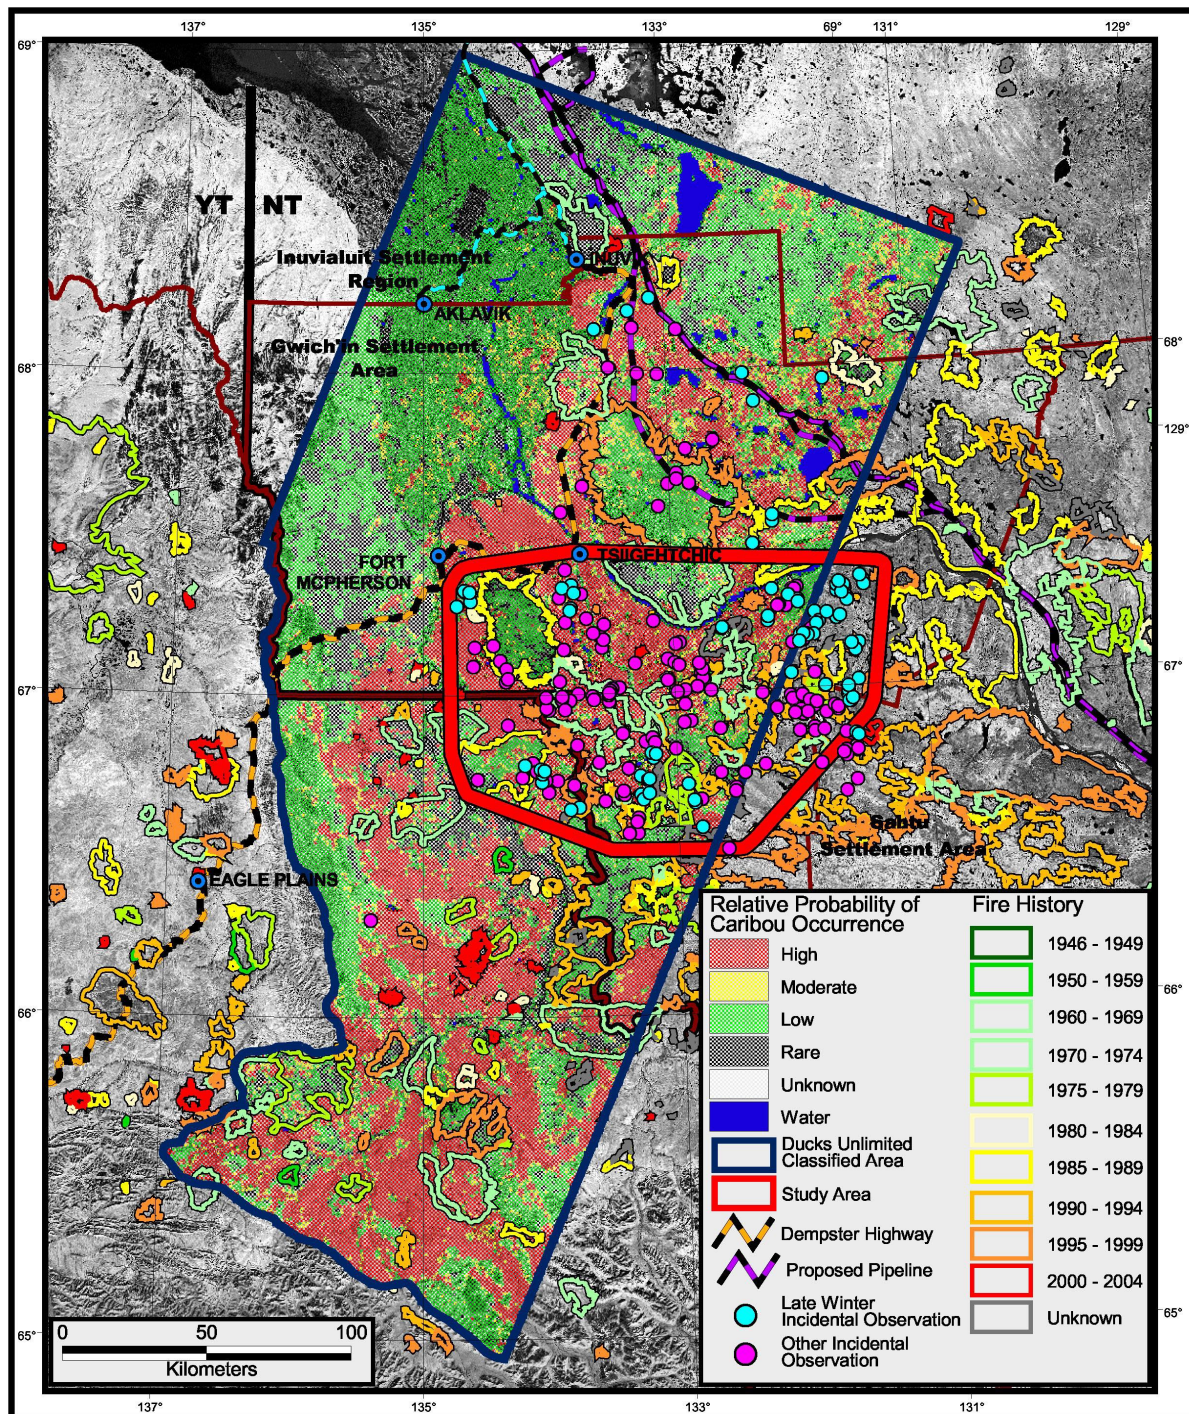 137°
135°
133°
69°
131°
129°
69°
YT
NT
Inuvialuit Settlement
Region
INUVIK
AKLAVIK
Gwich'in Settlement
Area
68°
68°
129°
FORT
MCPHERSON
TSIIGEHTCHIC
67°
67°
Sahtu
Settlement Area
EAGLE PLAINS
66°
66°
65°
65°
Relative Probability of
Caribou Occurrence
High
Moderate
Low
Rare
Unknown
Water
Ducks Unlimited
Classified Area
Study Area
Dempster Highway
Proposed Pipeline
Late Winter
Incidental Observation
Other Incidental
Observation
Fire History
1946 - 1949
1950 - 1959
1960 - 1969
1970 - 1974
1975 - 1979
1980 - 1984
1985 - 1989
1990 - 1994
1995 - 1999
2000 - 2004
Unknown
0 50 100
Kilometers
137°
135°
133°
131°